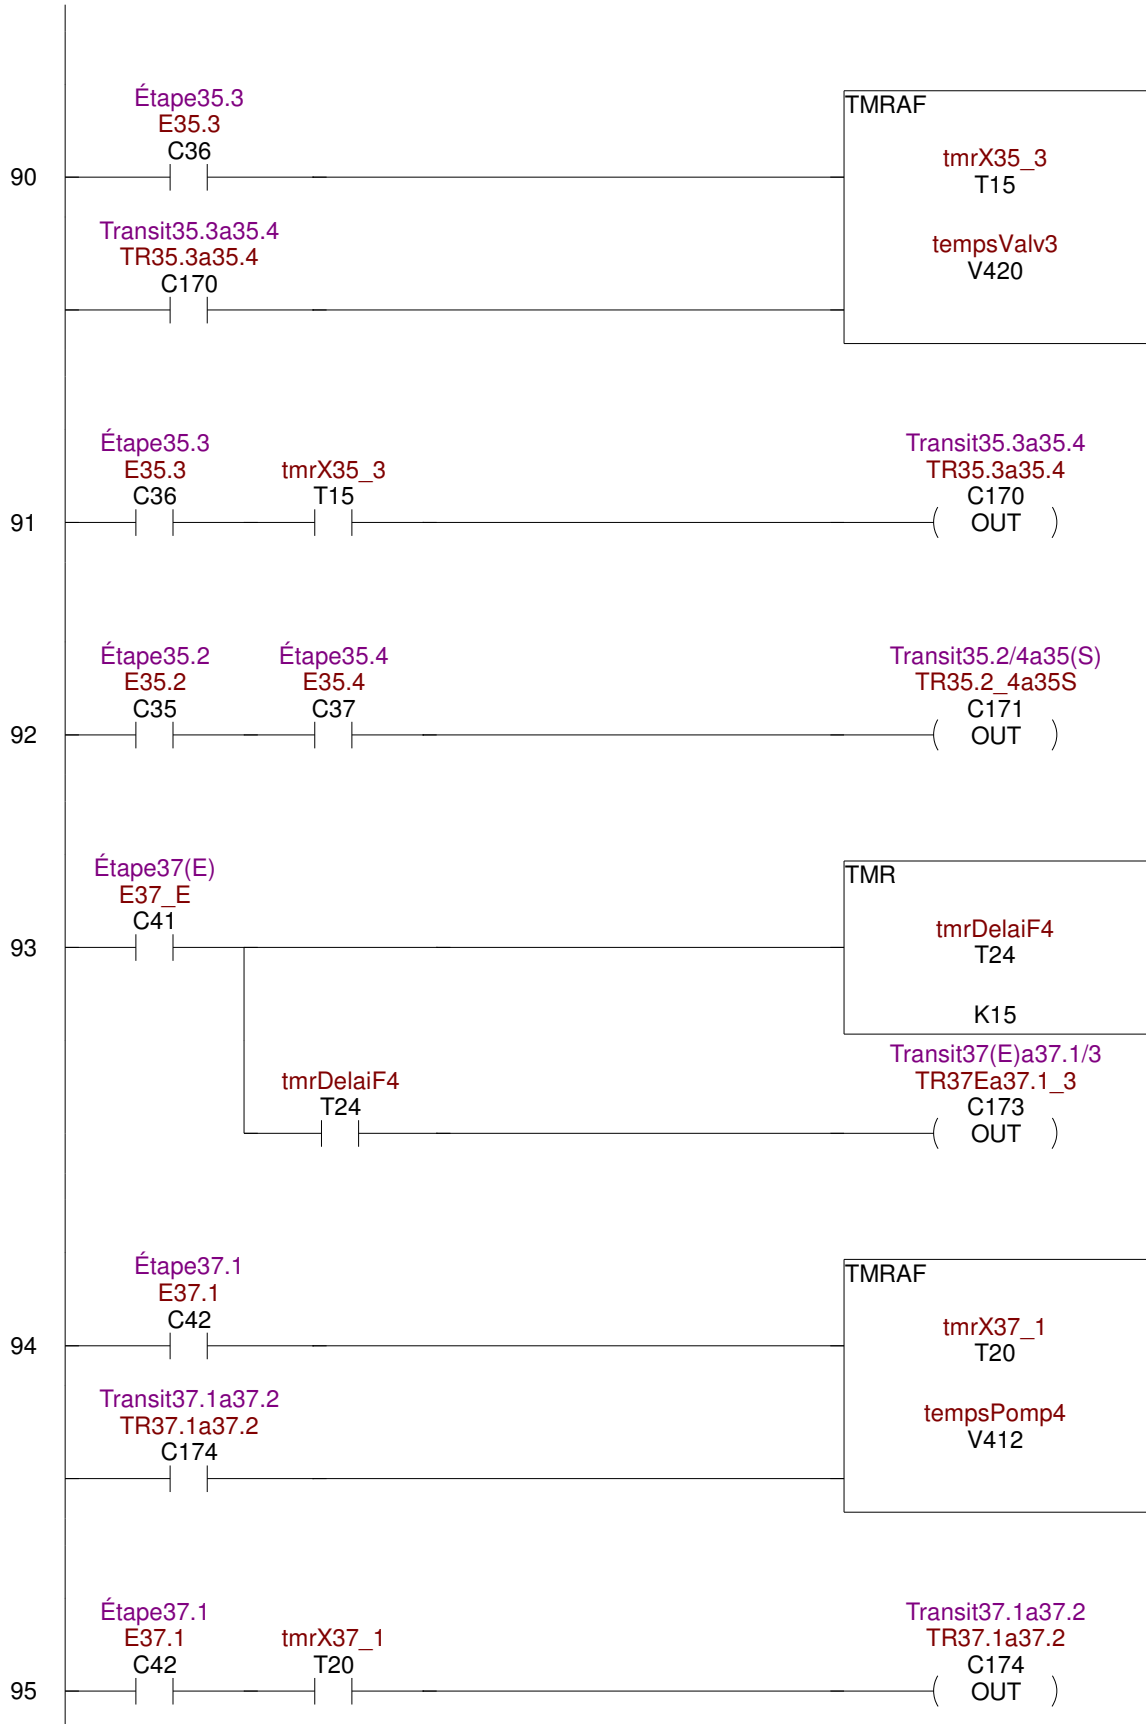 Étape35.3
E35.3
C36
TMRAF
tmrX35_3
T15
90
Transit35.3a35.4
TR35.3a35.4
C170
tempsValv3
V420
Étape35.3
E35.3
C36
tmrX35_3
T15
Transit35.3a35.4
TR35.3a35.4
C170
OUT
91
Étape35.2
E35.2
C35
Étape35.4
E35.4
C37
Transit35.2/4a35(S)
TR35.2_4a35S
C171
OUT
92
Étape37(E)
E37_E
C41
TMR
tmrDelaiF4
T24
K15
93
tmrDelaiF4
T24
Transit37(E)a37.1/3
TR37Ea37.1_3
C173
OUT
Étape37.1
E37.1
C42
TMRAF
tmrX37_1
T20
94
Transit37.1a37.2
TR37.1a37.2
C174
tempsPomp4
V412
Étape37.1
E37.1
C42
tmrX37_1
T20
Transit37.1a37.2
TR37.1a37.2
C174
OUT
95